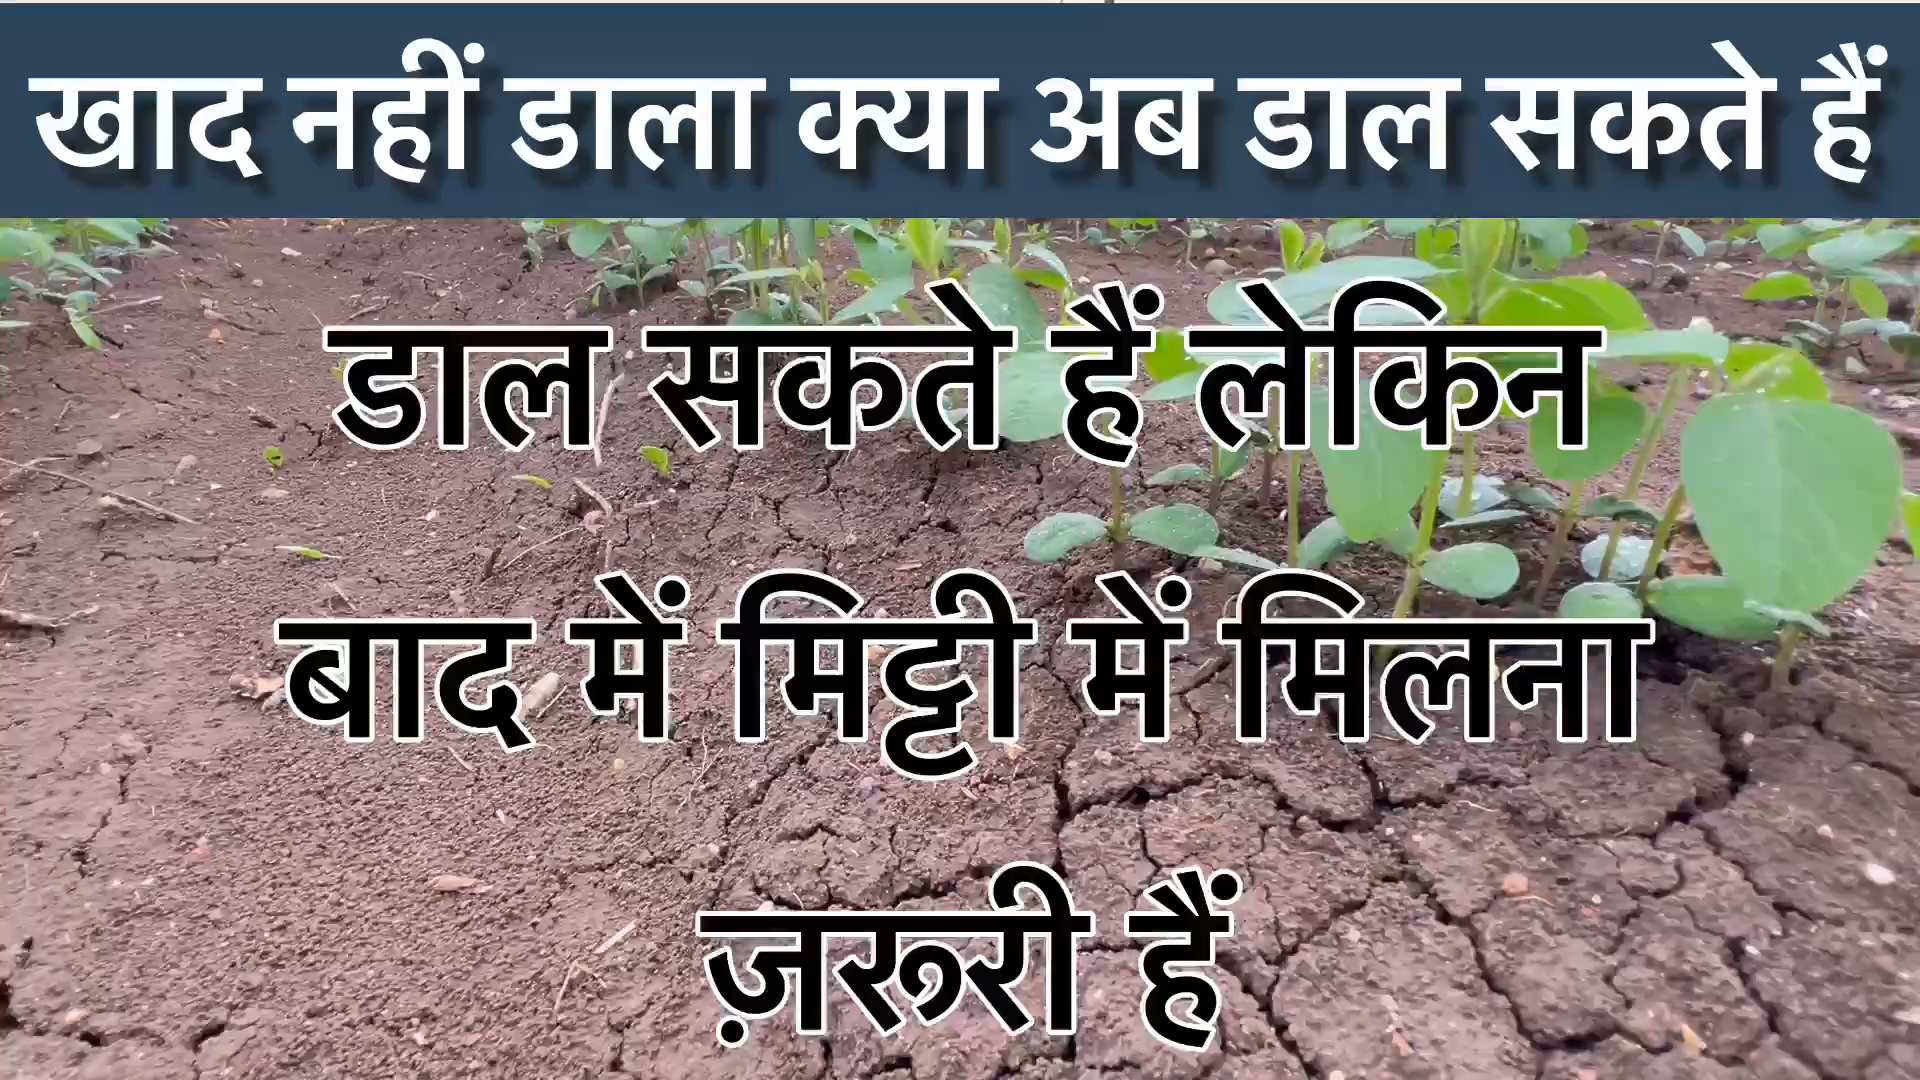 खाद नहीं डाला क्या अब डाल सकते हैं
डाल सकते हैं लेकिन
बाद में मिट्टी में मिलना
ज़रूरी हैं